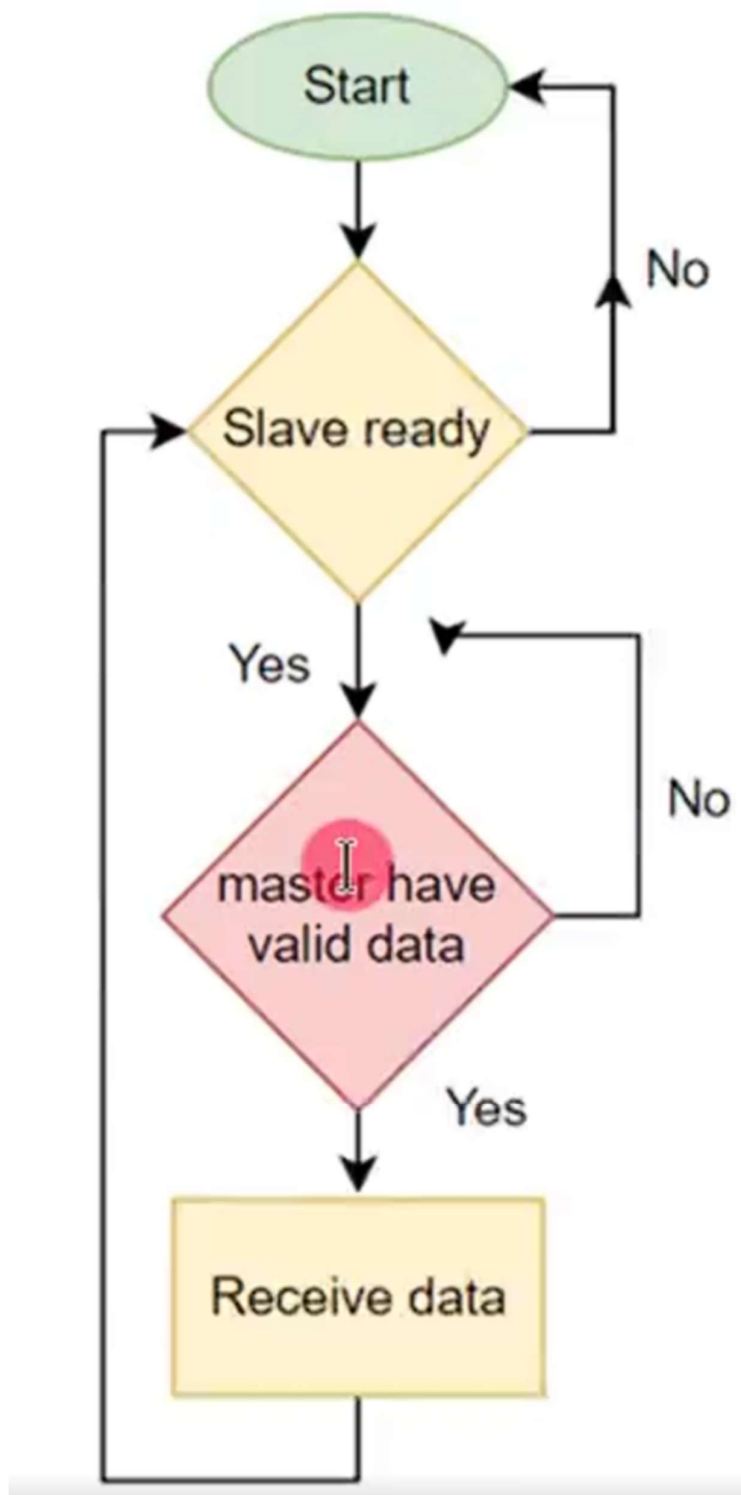 Start
No
Slave ready
Yes
No
master have
valid data
Yes
Receive data